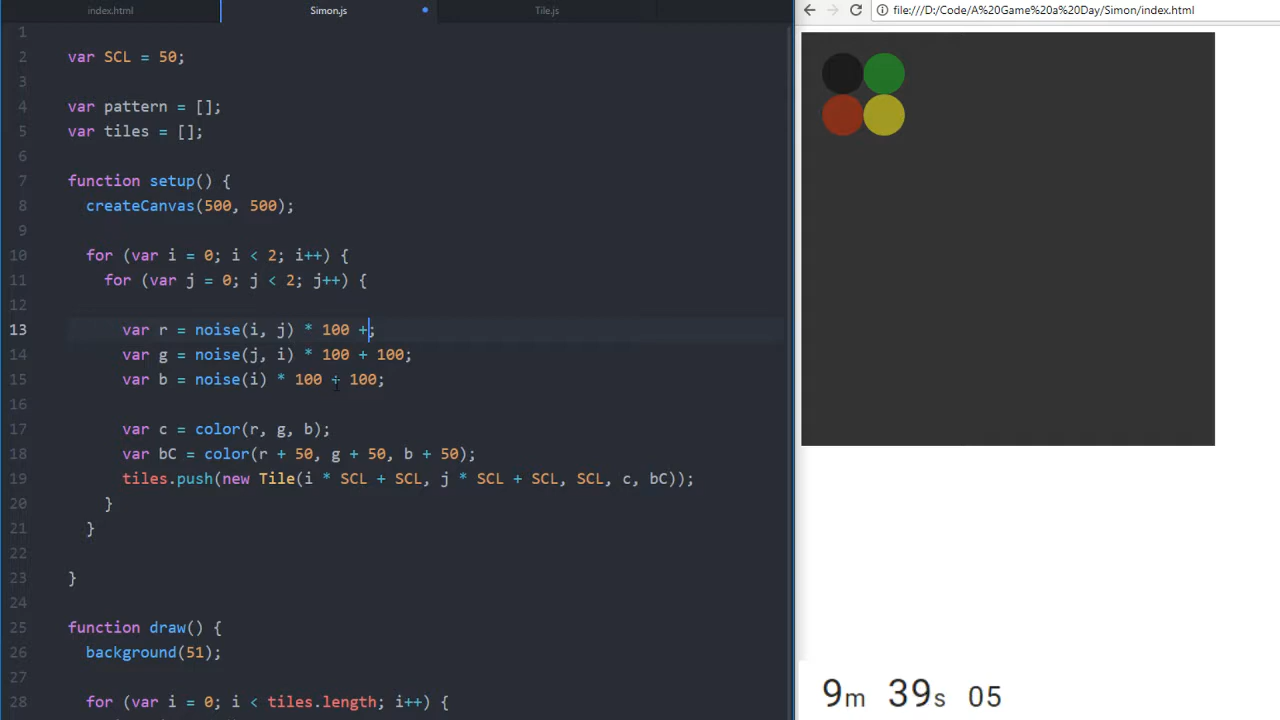 index.html
Simon.js
Tile.js
file:///D:/Code/A%20Game%20a%20Day/Simon/index.html
1
2 var SCL = 50;
3
4 var pattern = [];
5 var tiles = [];
6
7 function setup() {
8 createCanvas(500, 500);
9
10 for (var i = 0; i < 2; i++) {
11 for (var j = 0; j < 2; j++) {
12
13 var r = noise(i, j) * 100 +;
14 var g = noise(j, i) * 100 + 100;
15 var b = noise(i) * 100 + 100;
16
17 var c = color(r, g, b);
18 var bC = color(r + 50, g + 50, b + 50);
19 tiles.push(new Tile(i * SCL + SCL, j * SCL + SCL, SCL, c, bC));
20 }
21 }
22
23 }
24
25 function draw() {
26 background(51);
27
28 for (var i = 0; i < tiles.length; i++) {
9m 39s 05